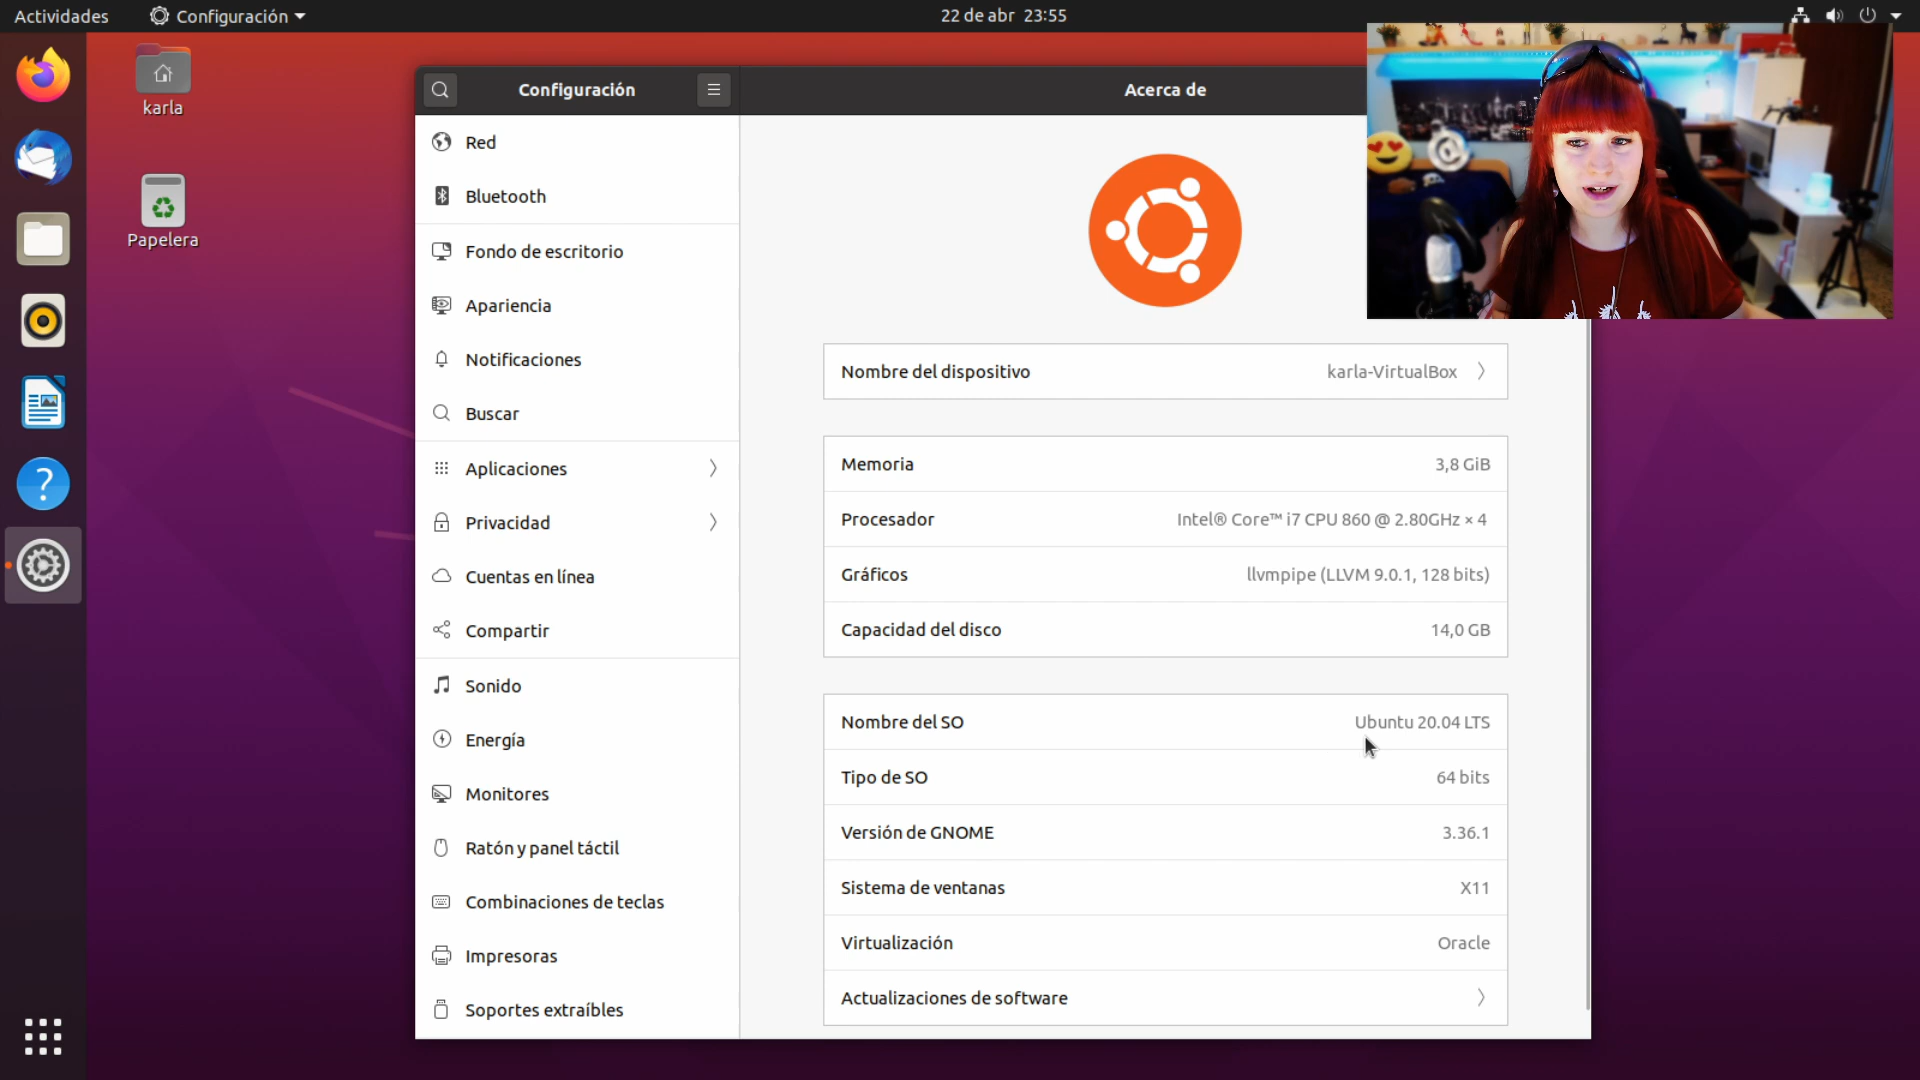 Actividades
Configuración
22 de abr 23:55
karla
Papelera
Configuración
Acerca de
Red
Bluetooth
Fondo de escritorio
Apariencia
Notificaciones
Buscar
Aplicaciones
Privacidad
Cuentas en línea
Compartir
Sonido
Energía
Monitores
Ratón y panel táctil
Combinaciones de teclas
Impresoras
Soportes extraíbles
Nombre del dispositivo karla-VirtualBox
Memoria 3,8 GiB
Procesador Intel® Core™ i7 CPU 860 @ 2.80GHz × 4
Gráficos llvmpipe (LLVM 9.0.1, 128 bits)
Capacidad del disco 14,0 GB
Nombre del SO Ubuntu 20.04 LTS
Tipo de SO 64 bits
Versión de GNOME 3.36.1
Sistema de ventanas X11
Virtualización Oracle
Actualizaciones de software